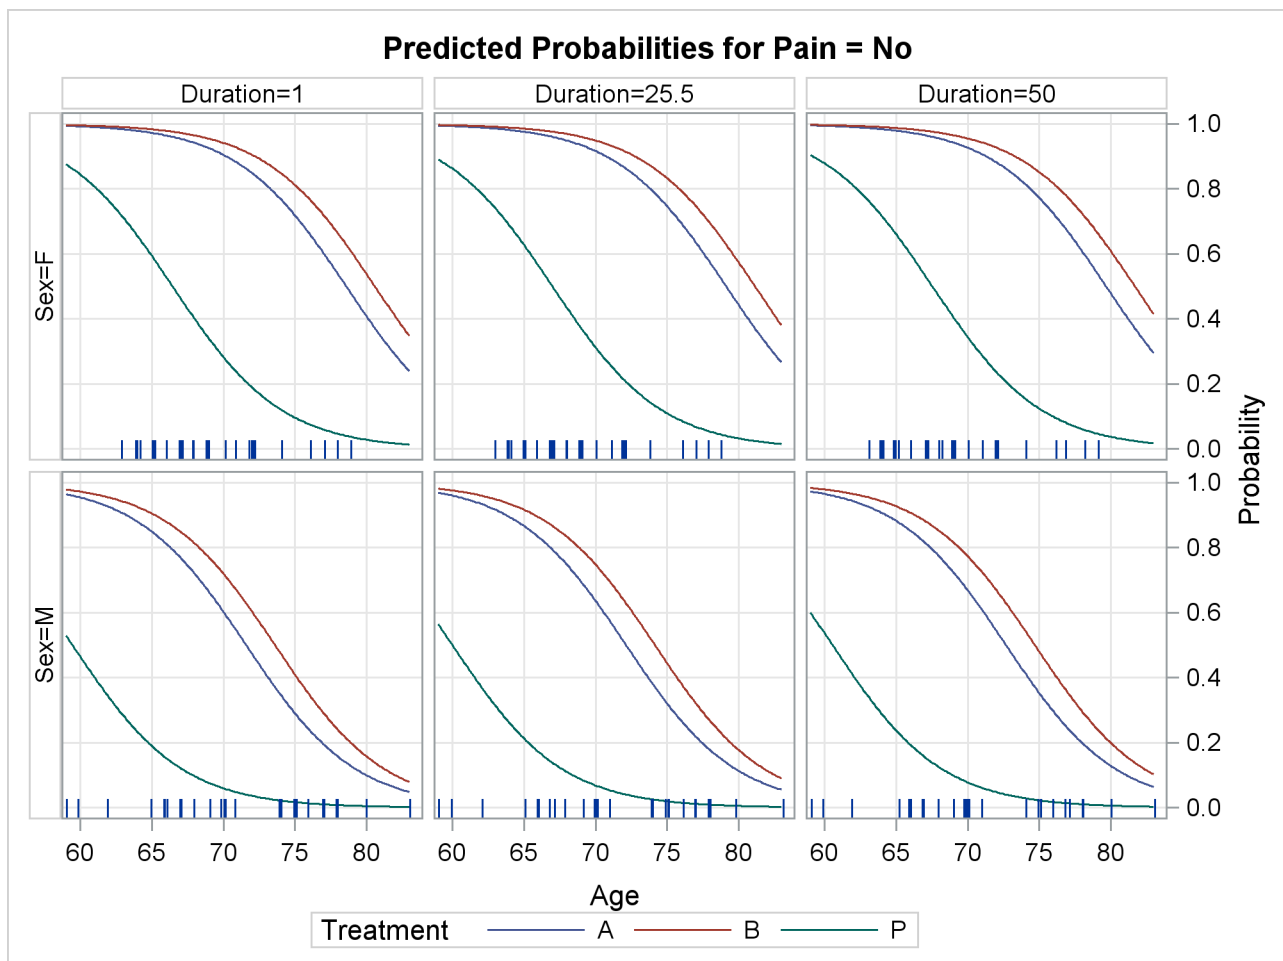 Predicted Probabilities for Pain = No
Duration=1 Duration=25.5 Duration=50
Sex=F
1.0
0.8
0.6
0.4
0.2
0.0
Sex=M
1.0
0.8
0.6
0.4
0.2
0.0
Probability
60 65 70 75 80 60 65 70 75 80 60 65 70 75 80
Age
Treatment A B P